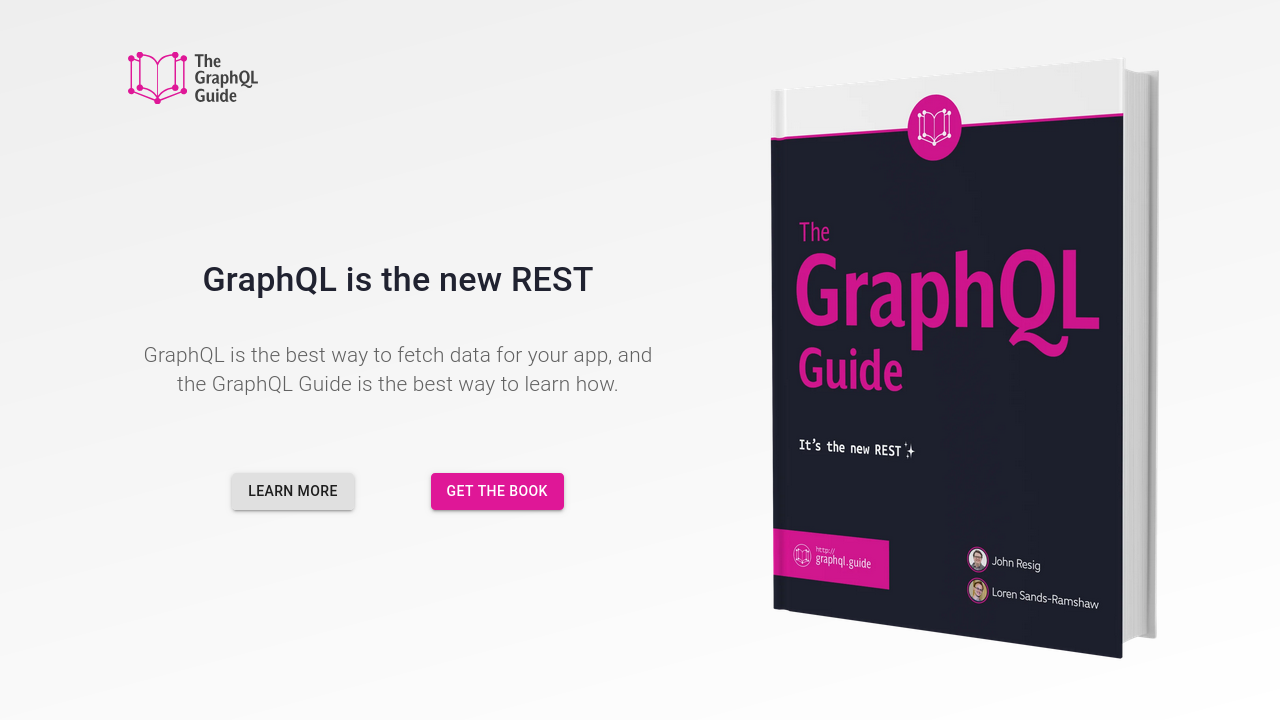 The
GraphQL
Guide
GraphQL is the new REST
GraphQL is the best way to fetch data for your app, and
the GraphQL Guide is the best way to learn how.
LEARN MORE
GET THE BOOK
The
GraphQL
Guide
It's the new REST✨
http://
graphql.guide
John Resig
Loren Sands-Ramshaw